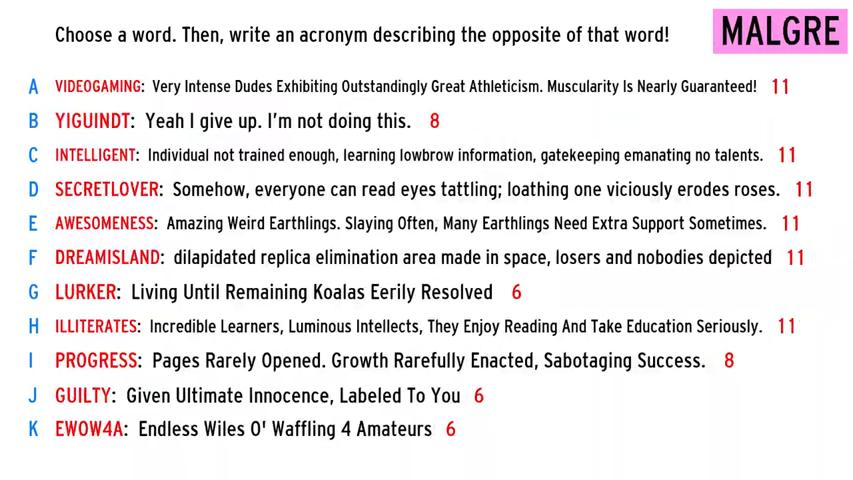 Choose a word. Then, write an acronym describing the opposite of that word!
MALGRE
A VIDEOGAMING: Very Intense Dudes Exhibiting Outstandingly Great Athleticism. Muscularity Is Nearly Guaranteed! 11
B YIGUINDT: Yeah I give up. I'm not doing this. 8
C INTELLIGENT: Individual not trained enough, learning lowbrow information, gatekeeping emanating no talents. 11
D SECRETLOVER: Somehow, everyone can read eyes tattling; loathing one viciously erodes roses. 11
E AWESOMENESS: Amazing Weird Earthlings. Slaying Often, Many Earthlings Need Extra Support Sometimes. 11
F DREAMISLAND: dilapidated replica elimination area made in space, losers and nobodies depicted 11
G LURKER: Living Until Remaining Koalas Eerily Resolved 6
H ILLITERATES: Incredible Learners, Luminous Intellects, They Enjoy Reading And Take Education Seriously. 11
I PROGRESS: Pages Rarely Opened. Growth Rarefully Enacted, Sabotaging Success. 8
J GUILTY: Given Ultimate Innocence, Labeled To You 6
K EWOW4A: Endless Wiles O' Waffling 4 Amateurs 6